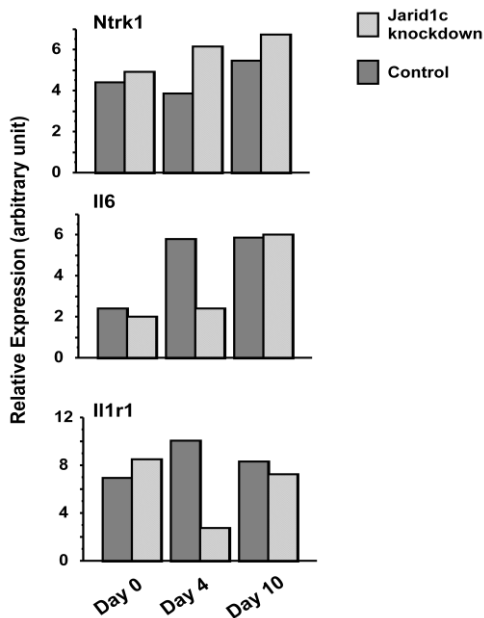 Ntrk1
Jarid1c
knockdown
Control
6
4
2
0
Il6
6
4
2
0
Relative Expression (arbitrary unit)
Il1r1
12
8
4
0
Day 0
Day 4
Day 10